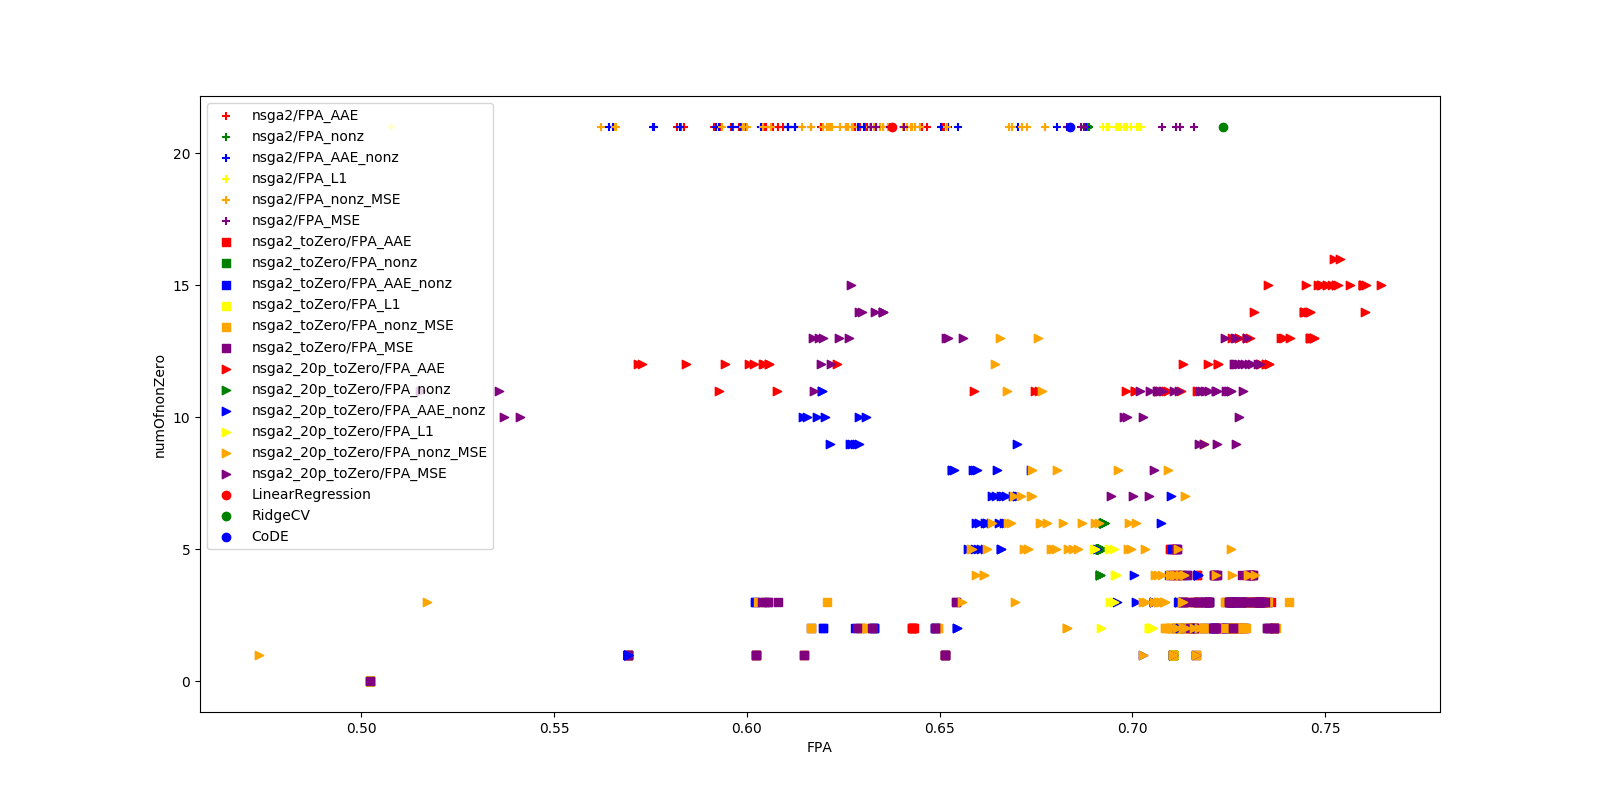 nsga2/FPA_AAE
nsga2/FPA_nonz
nsga2/FPA_AAE_nonz
nsga2/FPA_L1
nsga2/FPA_nonz_MSE
nsga2/FPA_MSE
nsga2_toZero/FPA_AAE
nsga2_toZero/FPA_nonz
nsga2_toZero/FPA_AAE_nonz
nsga2_toZero/FPA_L1
nsga2_toZero/FPA_nonz_MSE
nsga2_toZero/FPA_MSE
nsga2_20p_toZero/FPA_AAE
nsga2_20p_toZero/FPA_nonz
nsga2_20p_toZero/FPA_AAE_nonz
nsga2_20p_toZero/FPA_L1
nsga2_20p_toZero/FPA_nonz_MSE
nsga2_20p_toZero/FPA_MSE
LinearRegression
RidgeCV
CoDE
numOfnonZero
20
15
10
5
0
0.50 0.55 0.60 0.65 0.70 0.75
FPA